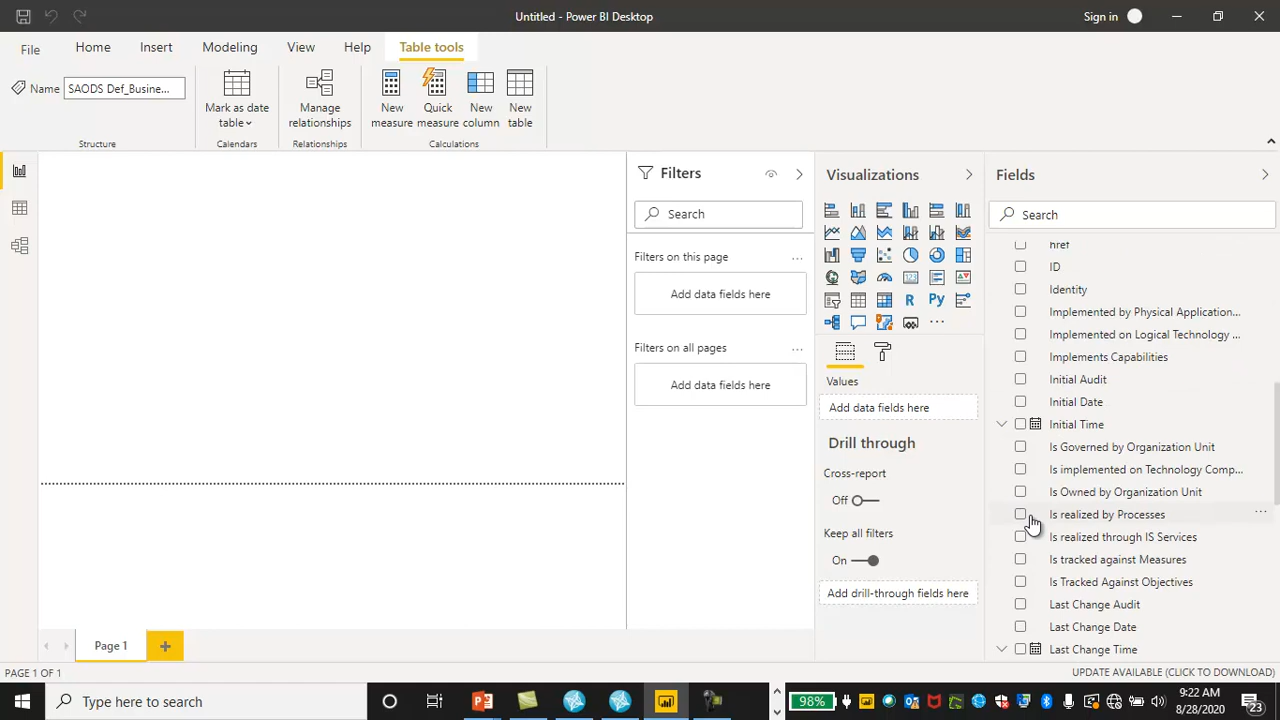 Untitled - Power BI Desktop
Sign in
File
Home
Insert
Modeling
View
Help
Table tools
Name
SAODS Def_Busine...
Mark as date table
Manage relationships
New measure
Quick measure
New column
New table
Structure
Calendars
Relationships
Calculations
Filters
Search
Filters on this page
...
Add data fields here
Filters on all pages
...
Add data fields here
Visualizations
R
Py
...
Values
Add data fields here
Drill through
Cross-report
Off
Keep all filters
On
Add drill-through fields here
Fields
Search
href
ID
Identity
Implemented by Physical Application...
Implemented on Logical Technology ...
Implements Capabilities
Initial Audit
Initial Date
Initial Time
Is Governed by Organization Unit
Is implemented on Technology Comp...
Is Owned by Organization Unit
Is realized by Processes
...
Is realized through IS Services
Is tracked against Measures
Is Tracked Against Objectives
Last Change Audit
Last Change Date
Last Change Time
Page 1
PAGE 1 OF 1
UPDATE AVAILABLE (CLICK TO DOWNLOAD)
Type here to search
98%
9:22 AM
8/28/2020
23